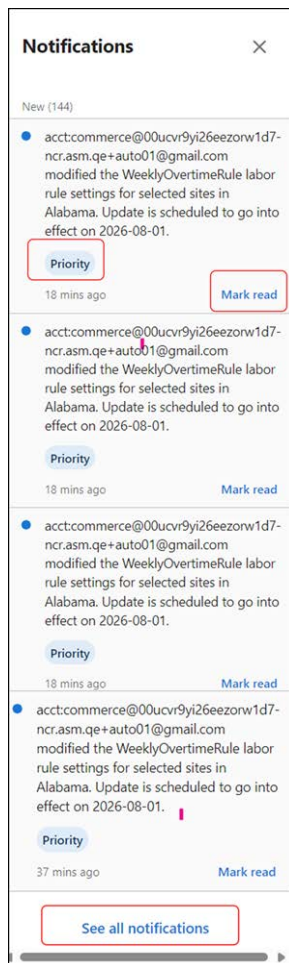 Notifications
New (144)
acct:commerce@00ucvr9yi26eezorw1d7-
ncr.asm.qe+auto01@gmail.com
modified the WeeklyOvertimeRule labor
rule settings for selected sites in
Alabama. Update is scheduled to go into
effect on 2026-08-01.
Priority
18 mins ago Mark read
acct:commerce@00ucvr9yi26eezorw1d7-
ncr.asm.qe+auto01@gmail.com
modified the WeeklyOvertimeRule labor
rule settings for selected sites in
Alabama. Update is scheduled to go into
effect on 2026-08-01.
Priority
18 mins ago Mark read
acct:commerce@00ucvr9yi26eezorw1d7-
ncr.asm.qe+auto01@gmail.com
modified the WeeklyOvertimeRule labor
rule settings for selected sites in
Alabama. Update is scheduled to go into
effect on 2026-08-01.
Priority
18 mins ago Mark read
acct:commerce@00ucvr9yi26eezorw1d7-
ncr.asm.qe+auto01@gmail.com
modified the WeeklyOvertimeRule labor
rule settings for selected sites in
Alabama. Update is scheduled to go into
effect on 2026-08-01.
Priority
37 mins ago Mark read
See all notifications